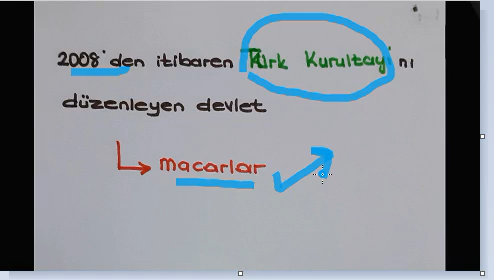 2008'den itibaren Türk Kurultayı'nı
düzenleyen devlet
macarlar